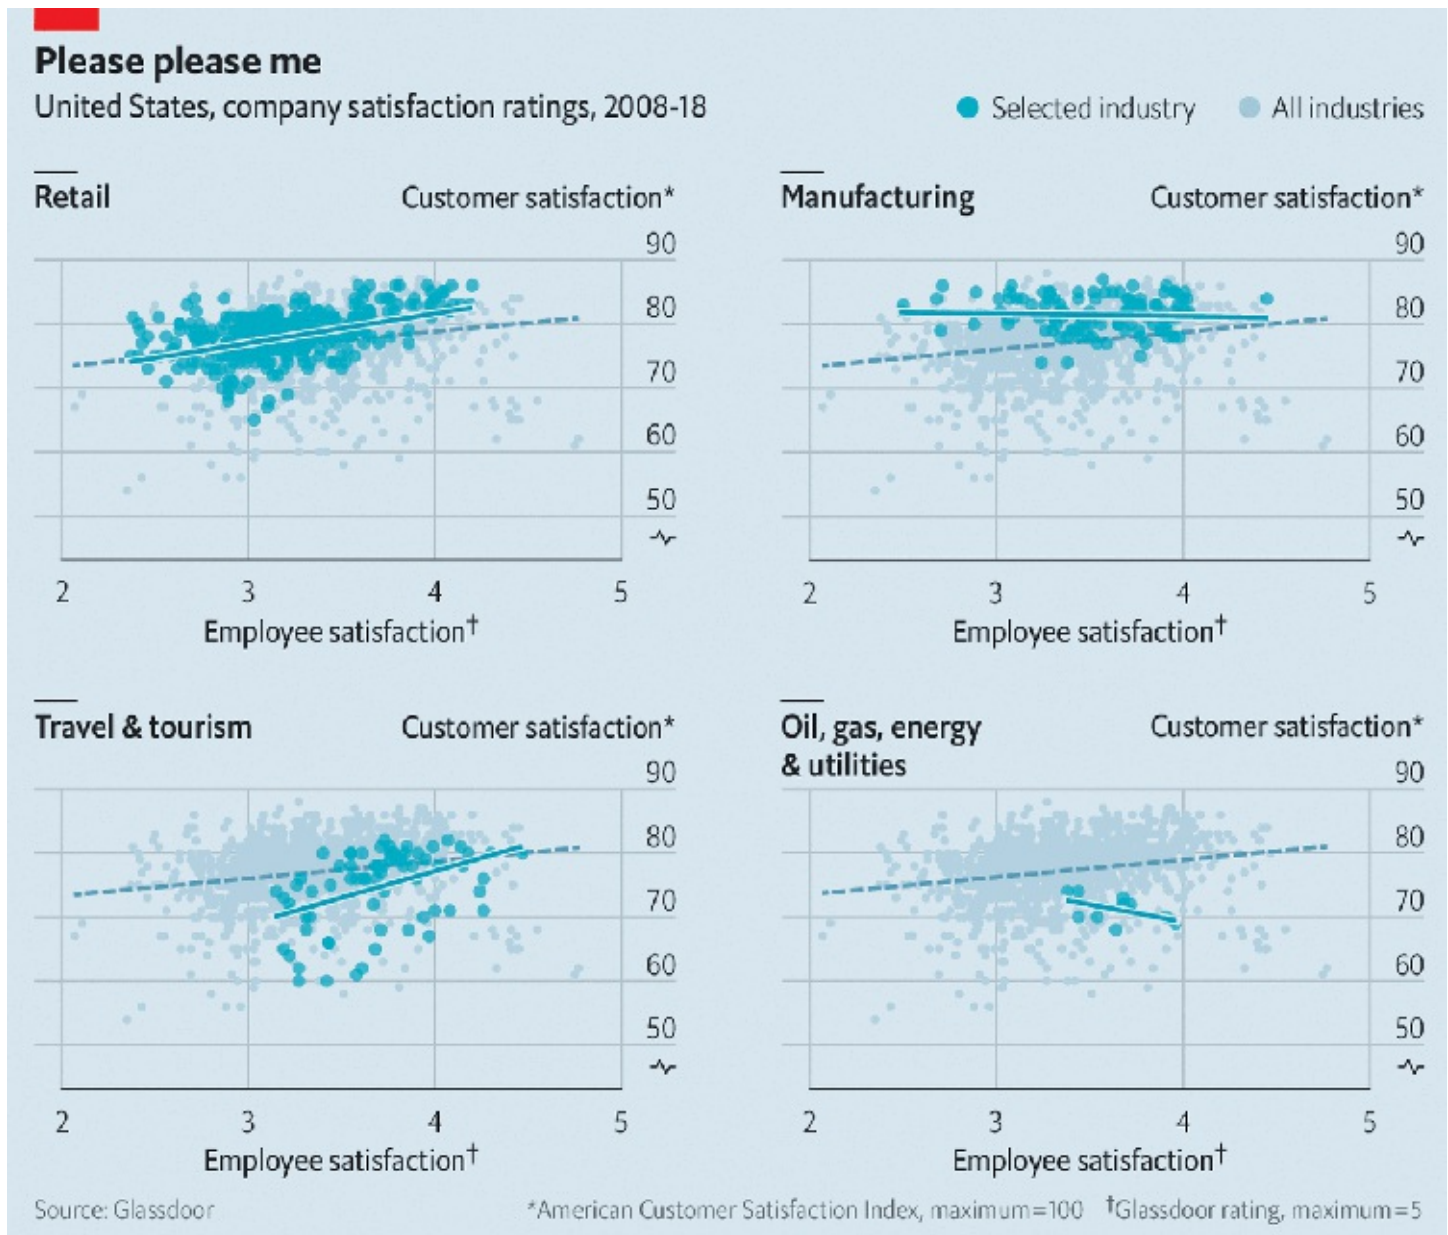 Please please me
United States, company satisfaction ratings, 2008-18
Selected industry
All industries
Retail
Customer satisfaction*
90
80
70
60
50
2 3 4 5
Employee satisfaction†
Manufacturing
Customer satisfaction*
90
80
70
60
50
2 3 4 5
Employee satisfaction†
Travel & tourism
Customer satisfaction*
90
80
70
60
50
2 3 4 5
Employee satisfaction†
Oil, gas, energy
& utilities
Customer satisfaction*
90
80
70
60
50
2 3 4 5
Employee satisfaction†
Source: Glassdoor
*American Customer Satisfaction Index, maximum=100 †Glassdoor rating, maximum=5